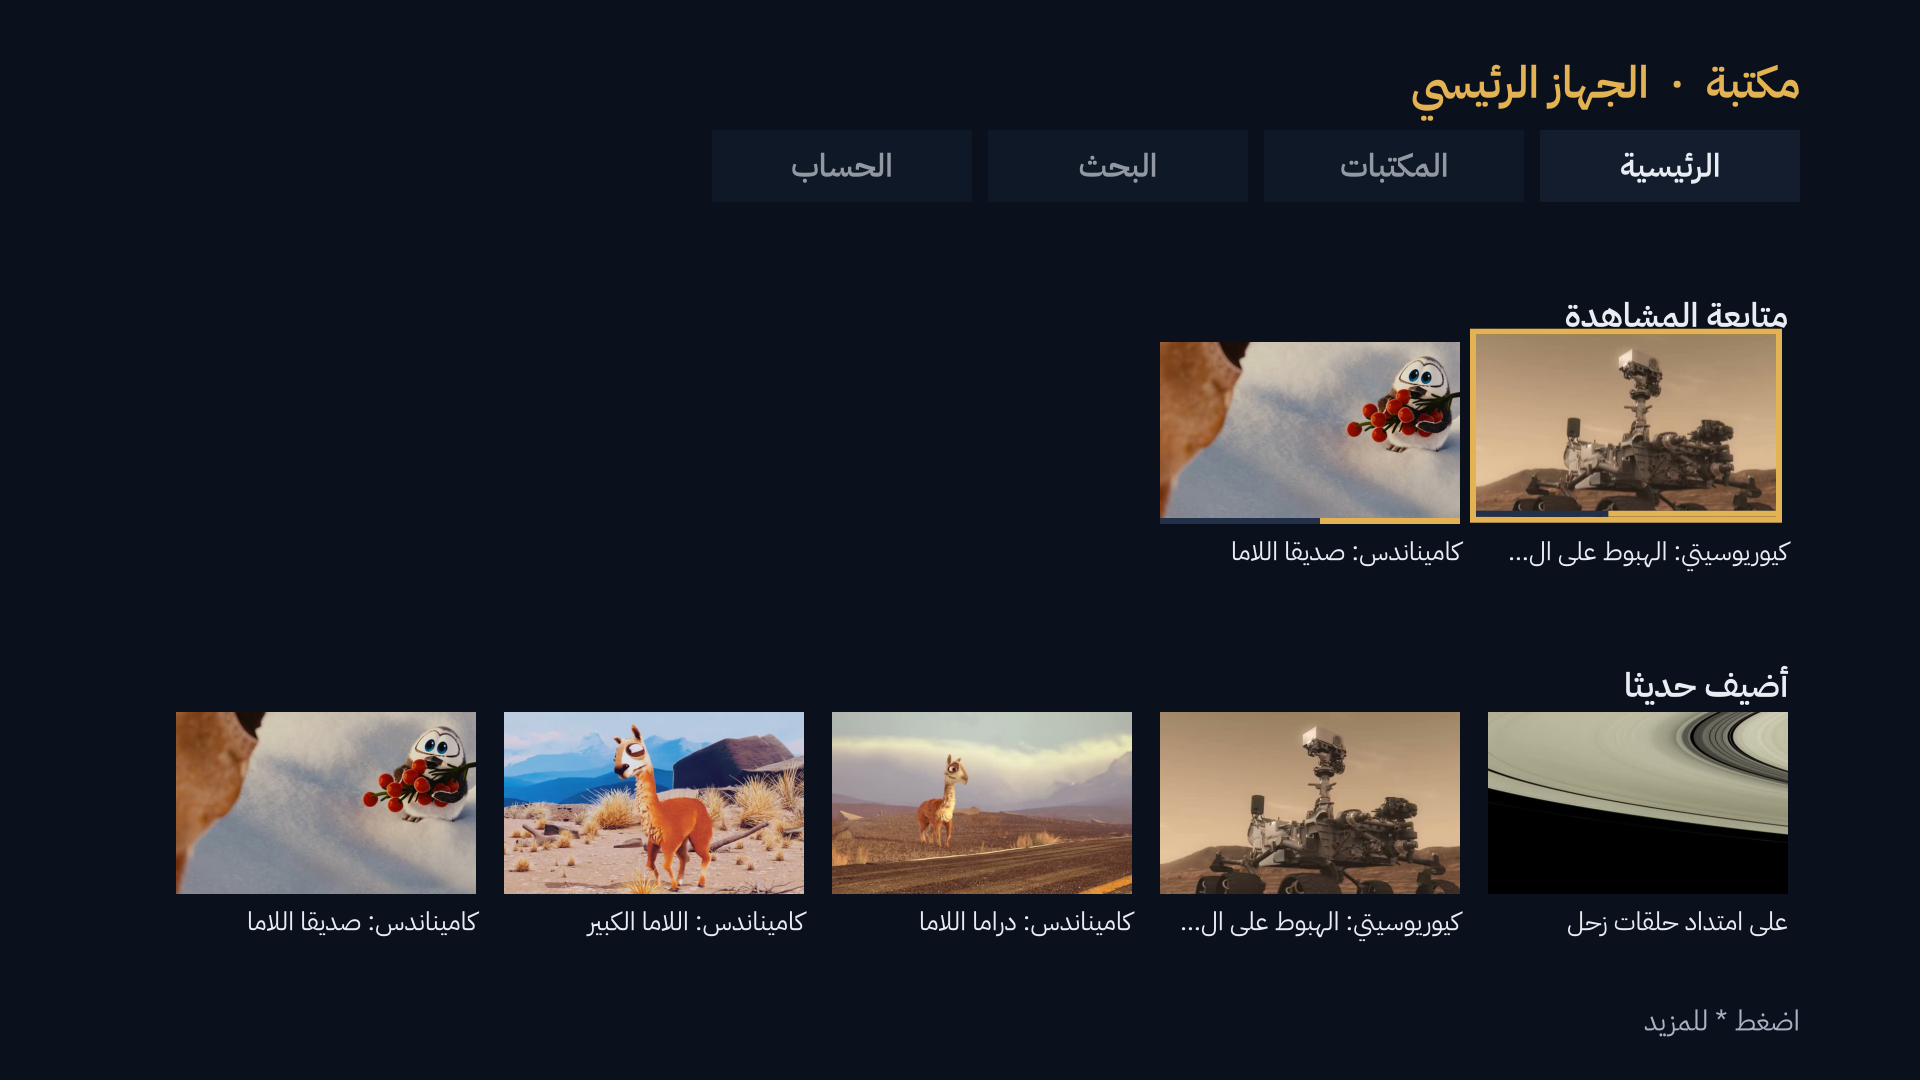 مكتبة · الجهاز الرئيسي
الرئيسية
المكتبات
البحث
الحساب
متابعة المشاهدة
كيوريوسيتي: الهبوط على ال...
كاميناندس: صديقا اللاما
أضيف حديثا
على امتداد حلقات زحل
كيوريوسيتي: الهبوط على ال...
كاميناندس: دراما اللاما
كاميناندس: اللاما الكبير
كاميناندس: صديقا اللاما
اضغط * للمزيد